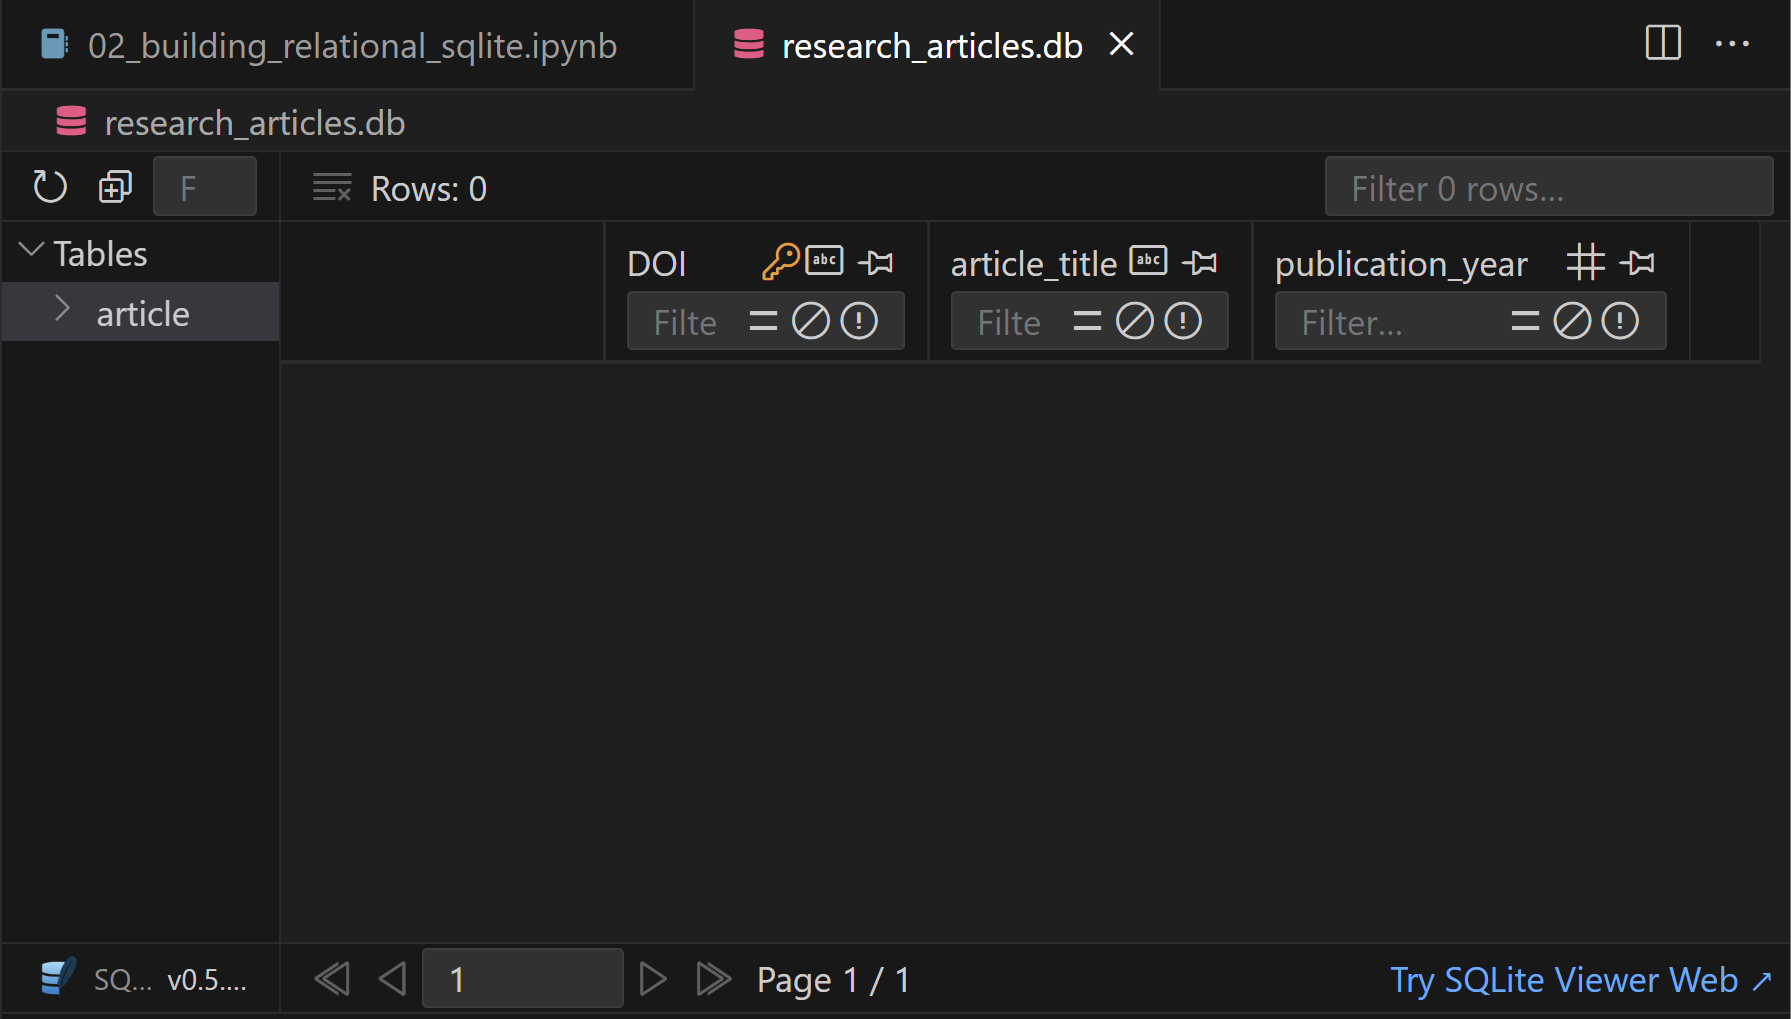 02_building_relational_sqlite.ipynb
research_articles.db
research_articles.db
F
Rows: 0
Filter 0 rows...
Tables
article
DOI
abc
article_title
abc
publication_year
Filte
Filte
Filter...
SQ... v0.5....
1
Page 1 / 1
Try SQLite Viewer Web ↗